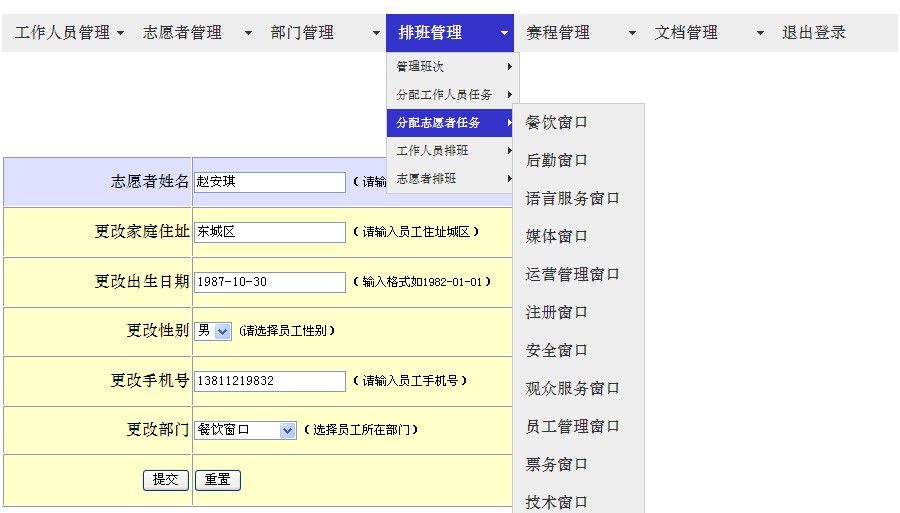 工作人员管理 志愿者管理 部门管理 排班管理 赛程管理 文档管理 退出登录
管理班次
分配工作人员任务
分配志愿者任务
工作人员排班
志愿者排班
餐饮窗口
后勤窗口
语言服务窗口
媒体窗口
运营管理窗口
注册窗口
安全窗口
观众服务窗口
员工管理窗口
票务窗口
技术窗口
志愿者姓名 赵安琪 (请输
更改家庭住址 东城区 (请输入员工住址城区)
更改出生日期 1987-10-30 (输入格式如1982-01-01)
更改性别 男 (请选择员工性别)
更改手机号 13811219832 (请输入员工手机号)
更改部门 餐饮窗口 (选择员工所在部门)
提交 重置